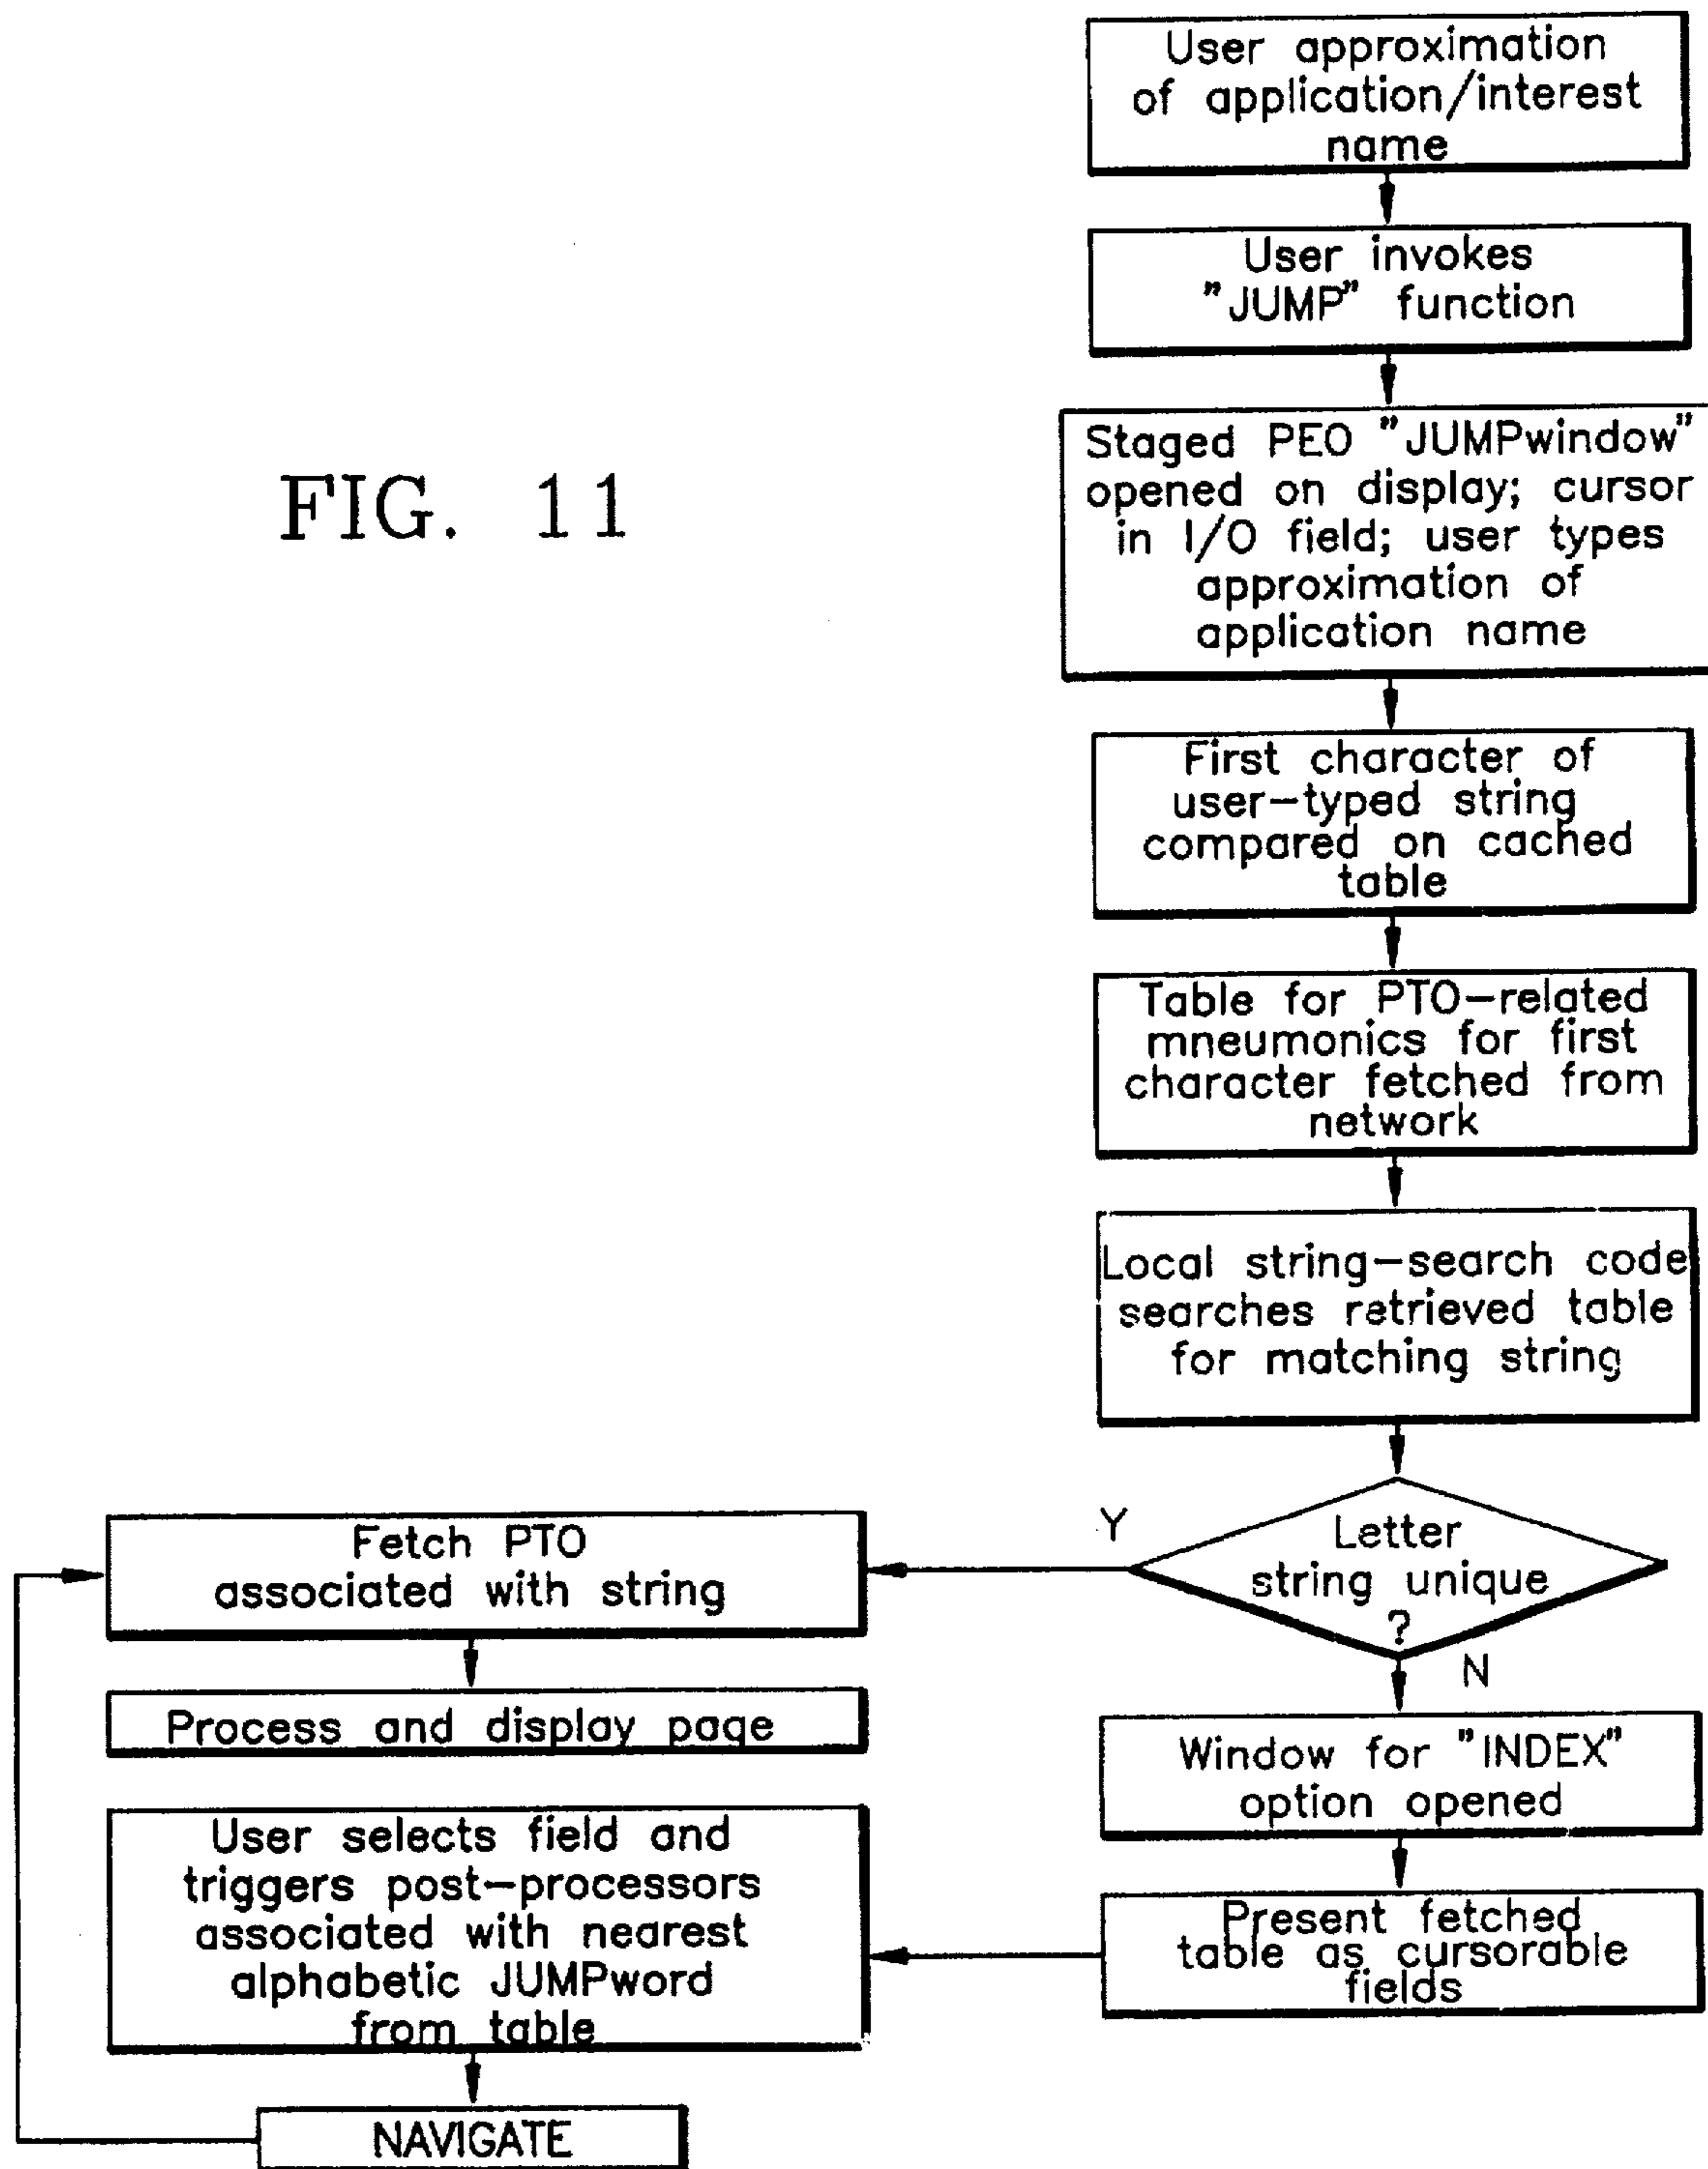 User approximation
of application/interest
name
User invokes
"JUMP" function
FIG. 11
Staged PEO "JUMPwindow"
opened on display; cursor
in I/O field; user types
approximation of
application name
First character of
user-typed string
compared on cached
table
Table for PTO-related
mneumonics for first
character fetched from
network
Local string-search code
searches retrieved table
for matching string
Letter
string unique
?
Y
N
Fetch PTO
associated with string
Process and display page
Window for "INDEX"
option opened
Present fetched
table as cursorable
fields
User selects field and
triggers post-processors
associated with nearest
alphabetic JUMPword
from table
NAVIGATE